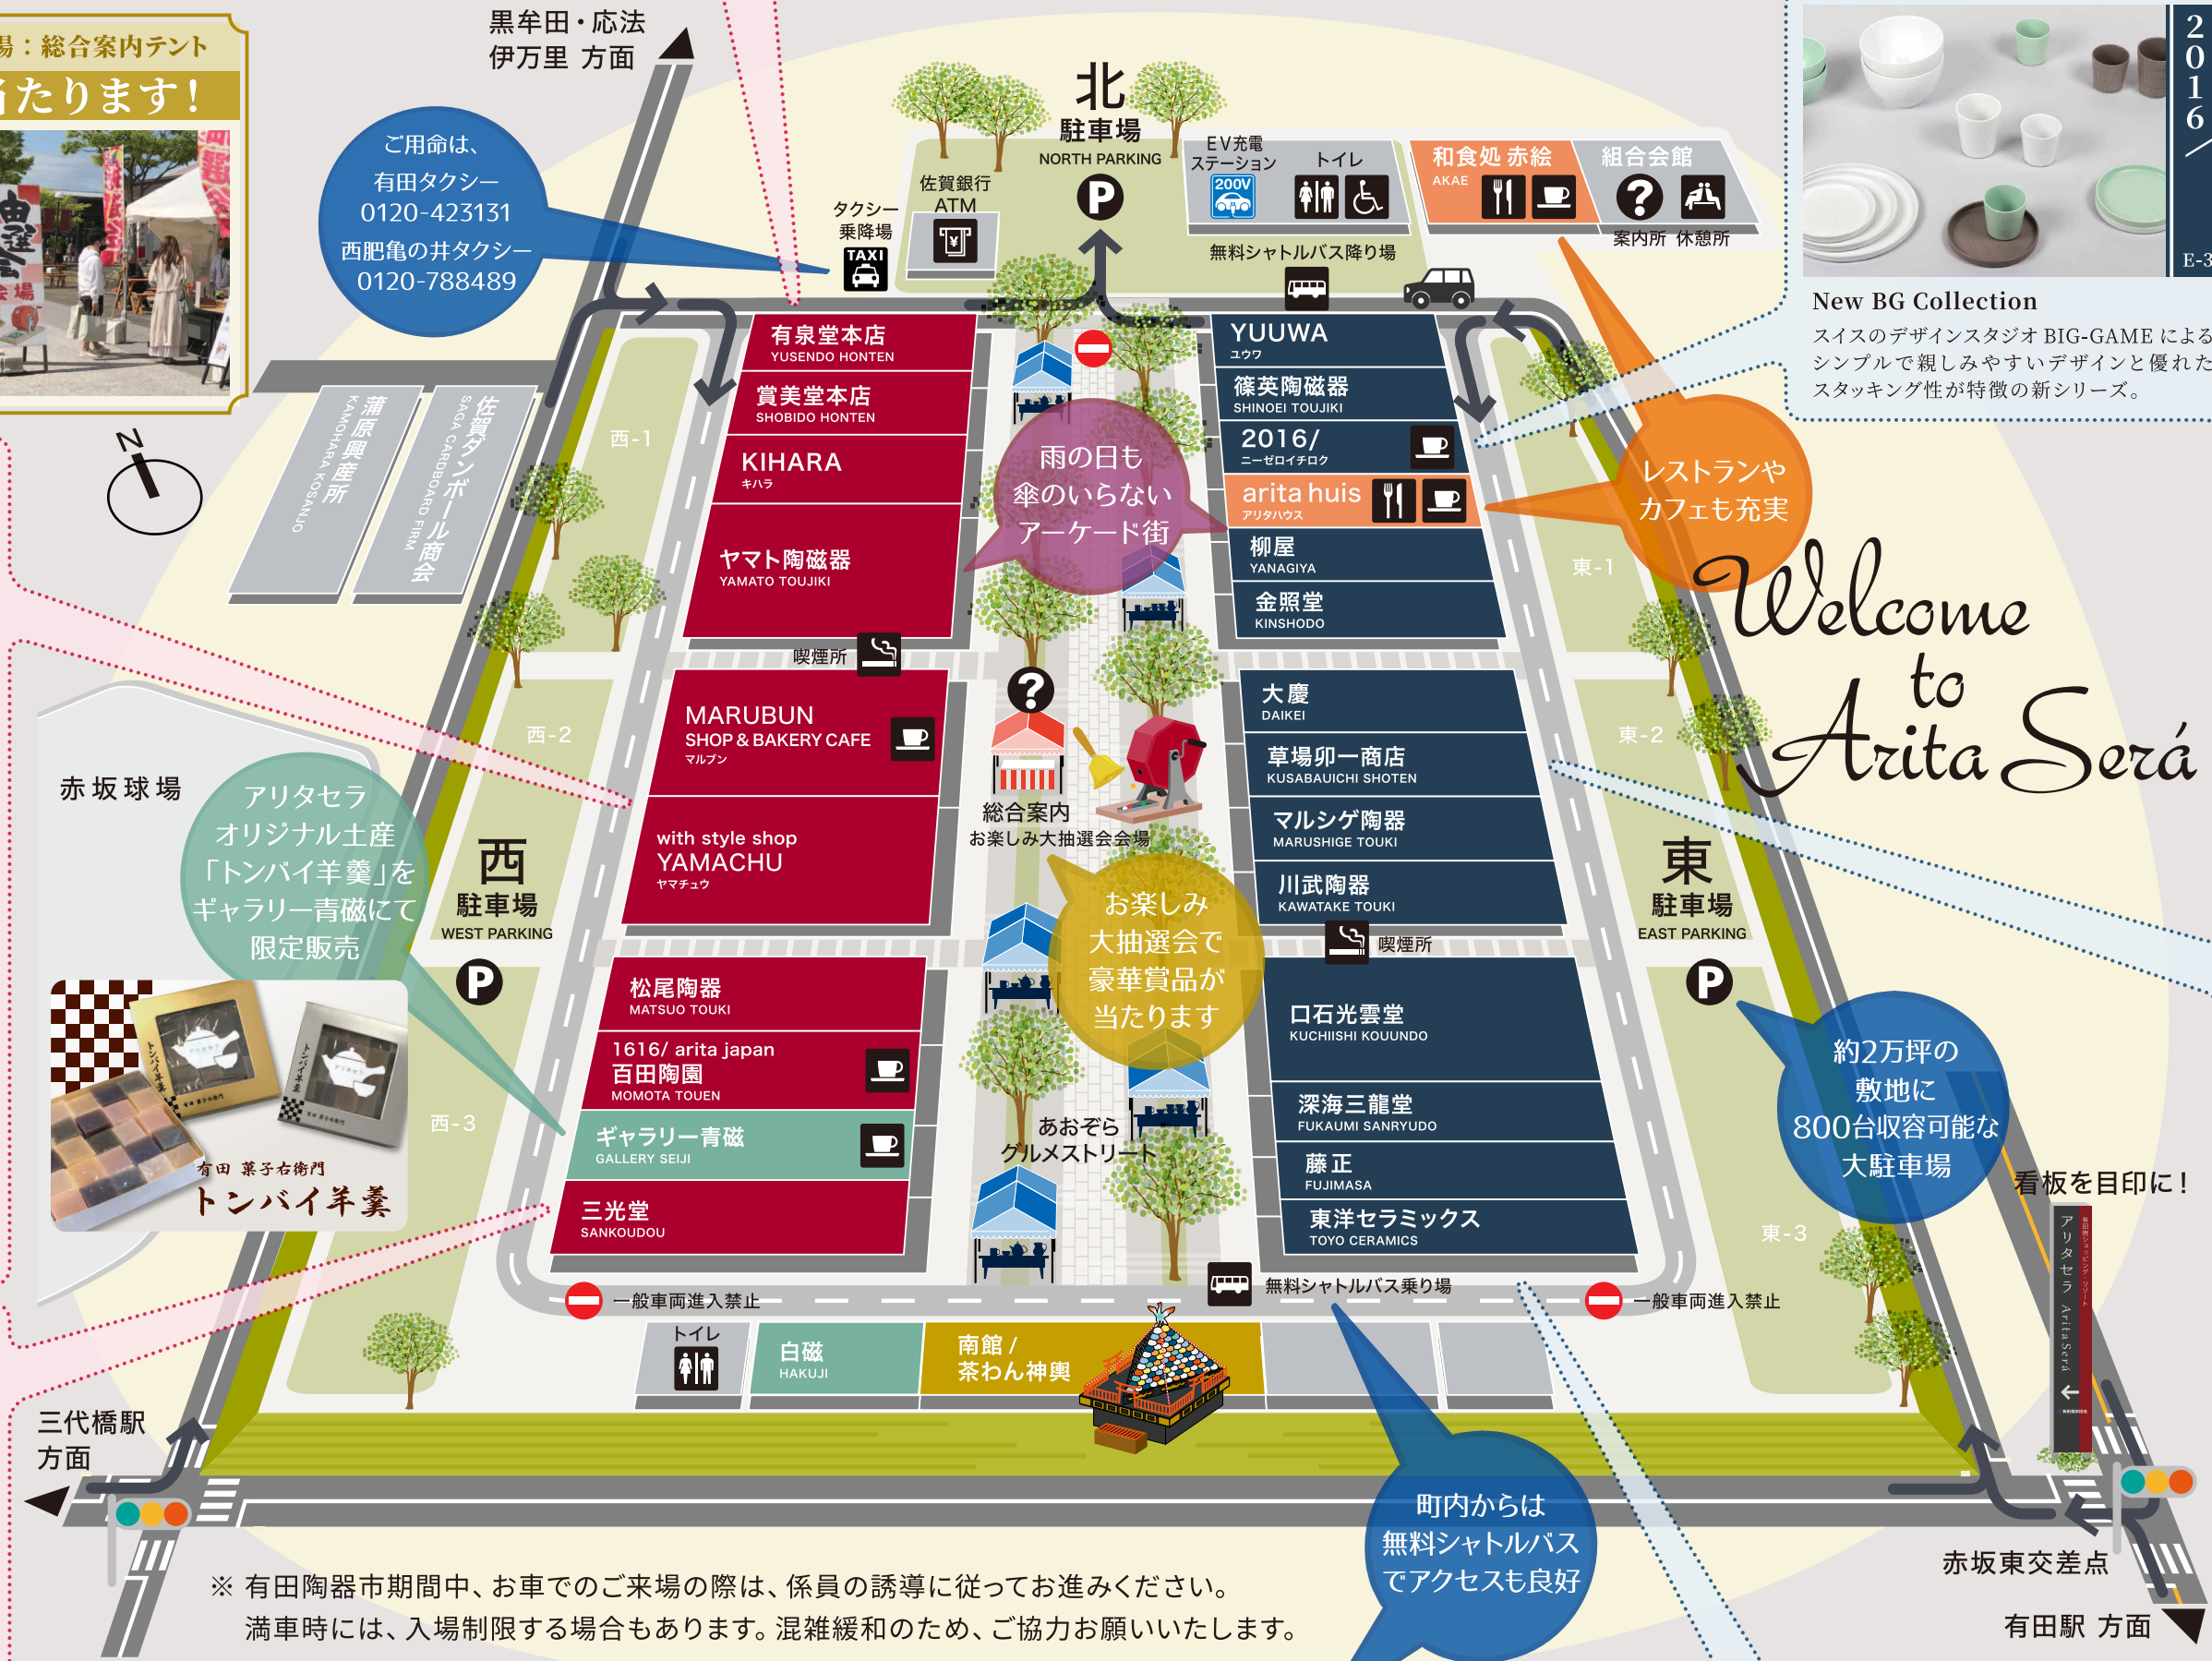 場：総合案内テント
当たります！
黒牟田・応法
伊万里 方面
ご用命は、
有田タクシー
0120-423131
西肥亀の井タクシー
0120-788489
タクシー
乗降場
TAXI
佐賀銀行
ATM
北
駐車場
NORTH PARKING
P
EV充電
ステーション
200V
トイレ
和食処 赤絵
AKAE
組合会館
?
案内所 休憩所
無料シャトルバス降り場
2016/
E-3
New BG Collection
スイスのデザインスタジオ BIG-GAME による
シンプルで親しみやすいデザインと優れた
スタッキング性が特徴の新シリーズ。
N
蒲原興産所
KAMOHARA KOSANJO
佐賀ダンボール商会
SAGA CARDBOARD FIRM
西-1
有泉堂本店
YUSENDO HONTEN
賞美堂本店
SHOBIDO HONTEN
KIHARA
キハラ
ヤマト陶磁器
YAMATO TOUJIKI
喫煙所
雨の日も
傘のいらない
アーケード街
YUUWA
ユウワ
篠英陶磁器
SHINOEI TOUJIKI
2016/
ニーゼロイチロク
arita huis
アリタハウス
柳屋
YANAGIYA
金照堂
KINSHODO
レストランや
カフェも充実
東-1
Welcome
to
Arita Será
赤坂球場
西-2
MARUBUN
SHOP & BAKERY CAFE
マルブン
with style shop
YAMACHU
ヤマチュウ
?
総合案内
お楽しみ大抽選会会場
大慶
DAIKEI
草場卯一商店
KUSABAUICHI SHOTEN
マルシゲ陶器
MARUSHIGE TOUKI
川武陶器
KAWATAKE TOUKI
喫煙所
東-2
アリタセラ
オリジナル土産
「トンバイ羊羹」を
ギャラリー青磁にて
限定販売
西
駐車場
WEST PARKING
P
お楽しみ
大抽選会で
豪華賞品が
当たります
東
駐車場
EAST PARKING
P
トンバイ羊羹
アリタセラ
トンバイ羊羹
有田 菓子右衛門
トンバイ羊羹
西-3
松尾陶器
MATSUO TOUKI
1616/ arita japan
百田陶園
MOMOTA TOUEN
ギャラリー青磁
GALLERY SEIJI
三光堂
SANKOUDOU
あおぞら
グルメストリート
口石光雲堂
KUCHIISHI KOUUNDO
深海三龍堂
FUKAUMI SANRYUDO
藤正
FUJIMASA
東洋セラミックス
TOYO CERAMICS
約2万坪の
敷地に
800台収容可能な
大駐車場
東-3
看板を目印に！
アリタセラ Arita Será
一般車両進入禁止
無料シャトルバス乗り場
一般車両進入禁止
トイレ
白磁
HAKUJI
南館 /
茶わん神輿
三代橋駅
方面
町内からは
無料シャトルバス
でアクセスも良好
赤坂東交差点
有田駅 方面
※ 有田陶器市期間中、お車でのご来場の際は、係員の誘導に従ってお進みください。
満車時には、入場制限する場合もあります。混雑緩和のため、ご協力お願いいたします。